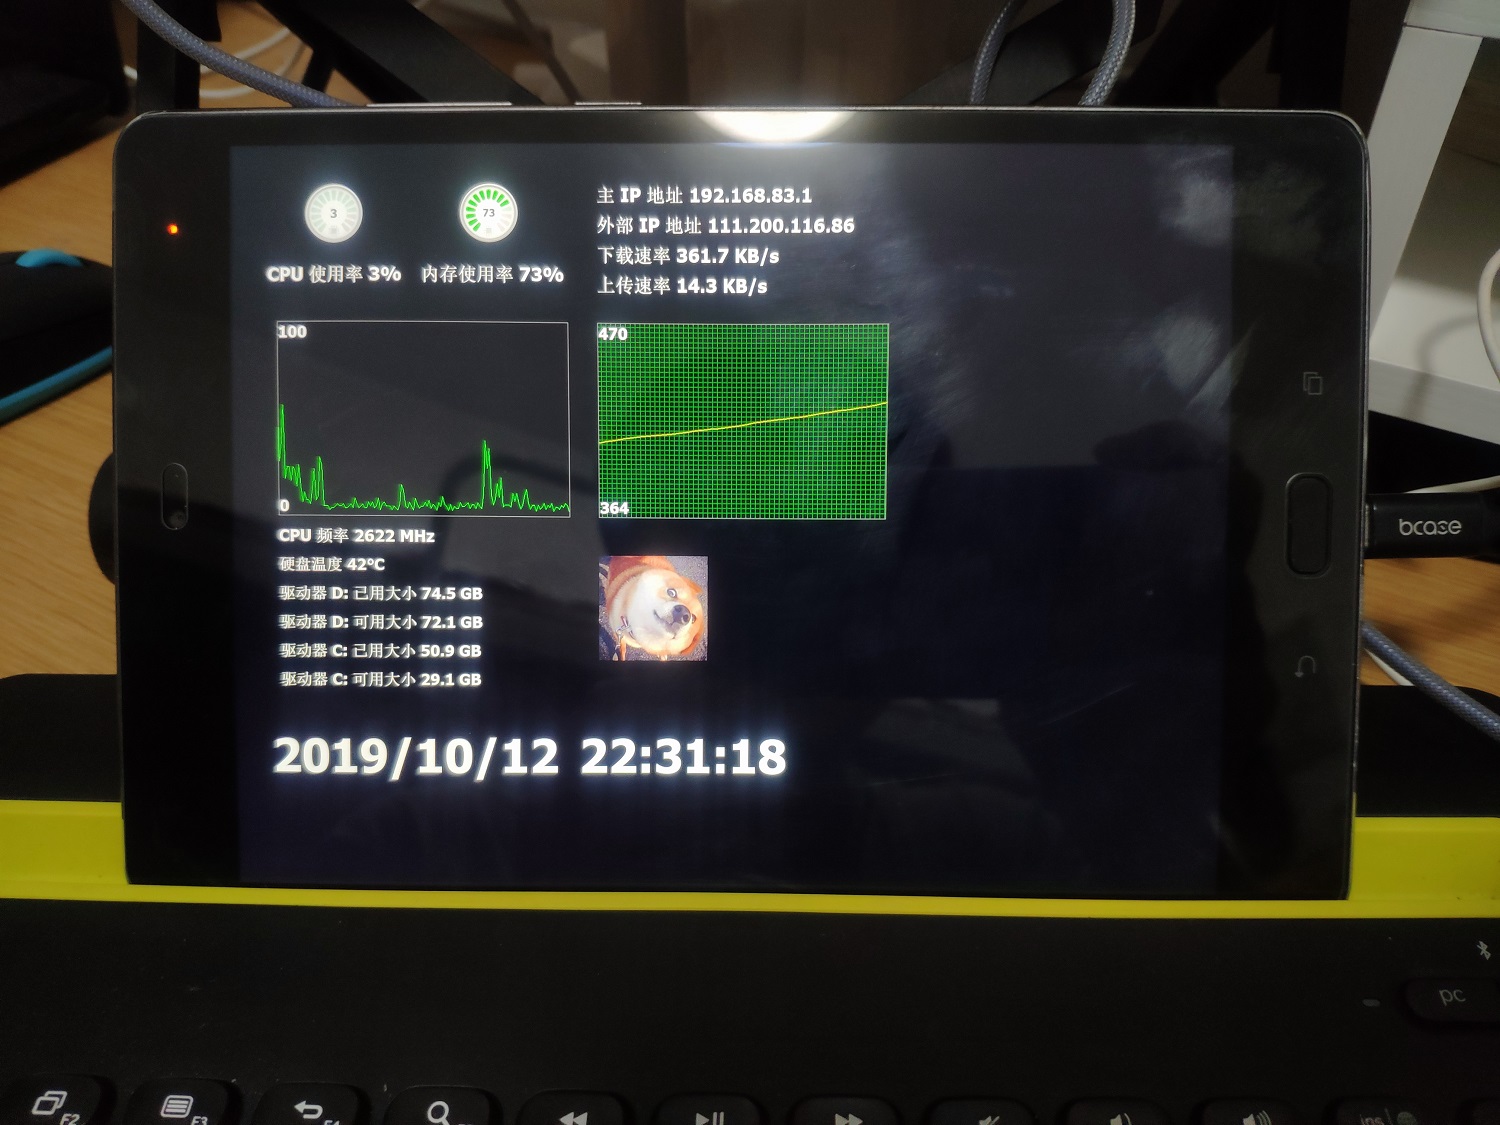 3
73
CPU 使用率 3%
内存使用率 73%
主 IP 地址 192.168.83.1
外部 IP 地址 111.200.116.86
下载速率 361.7 KB/s
上传速率 14.3 KB/s
100
0
470
364
CPU 频率 2622 MHz
硬盘温度 42°C
驱动器 D: 已用大小 74.5 GB
驱动器 D: 可用大小 72.1 GB
驱动器 C: 已用大小 50.9 GB
驱动器 C: 可用大小 29.1 GB
2019/10/12 22:31:18
bcase
pc
F2
F3
ins